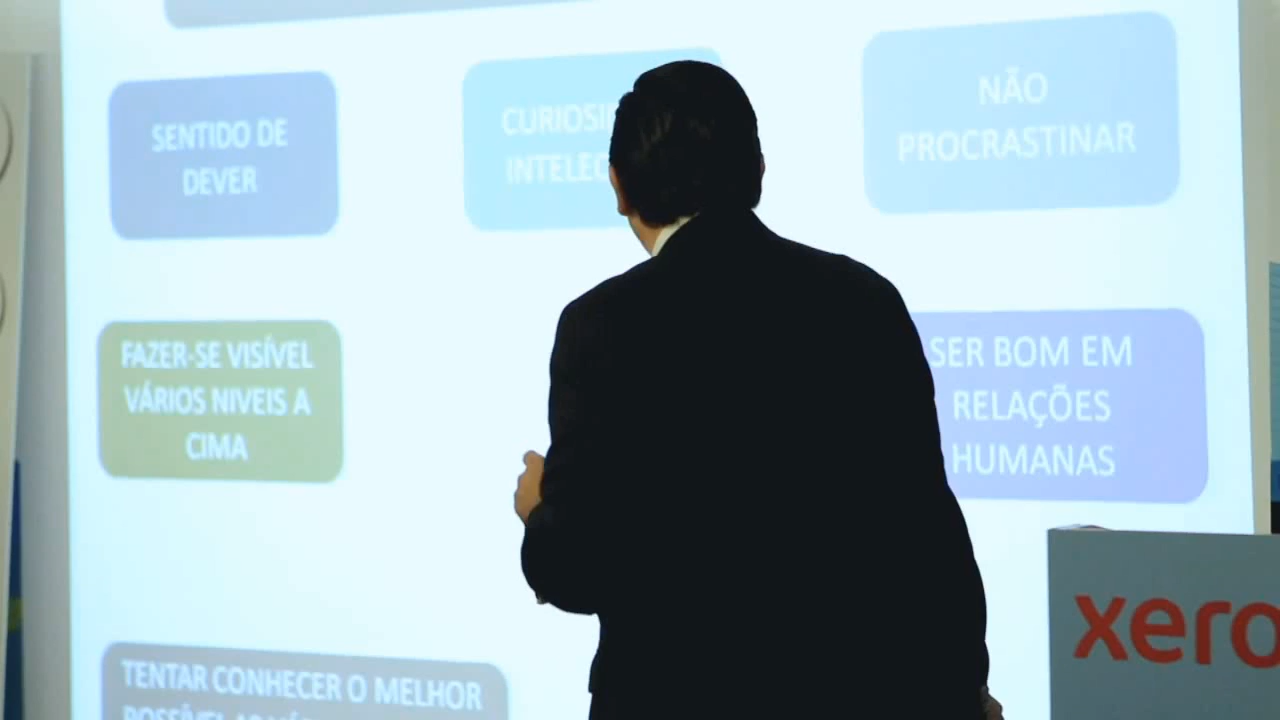 SENTIDO DE
DEVER
NÃO
PROCRASTINAR
FAZER-SE VISÍVEL
VÁRIOS NIVEIS A
CIMA
SER BOM EM
RELAÇÕES
HUMANAS
TENTAR CONHECER O MELHOR
xero